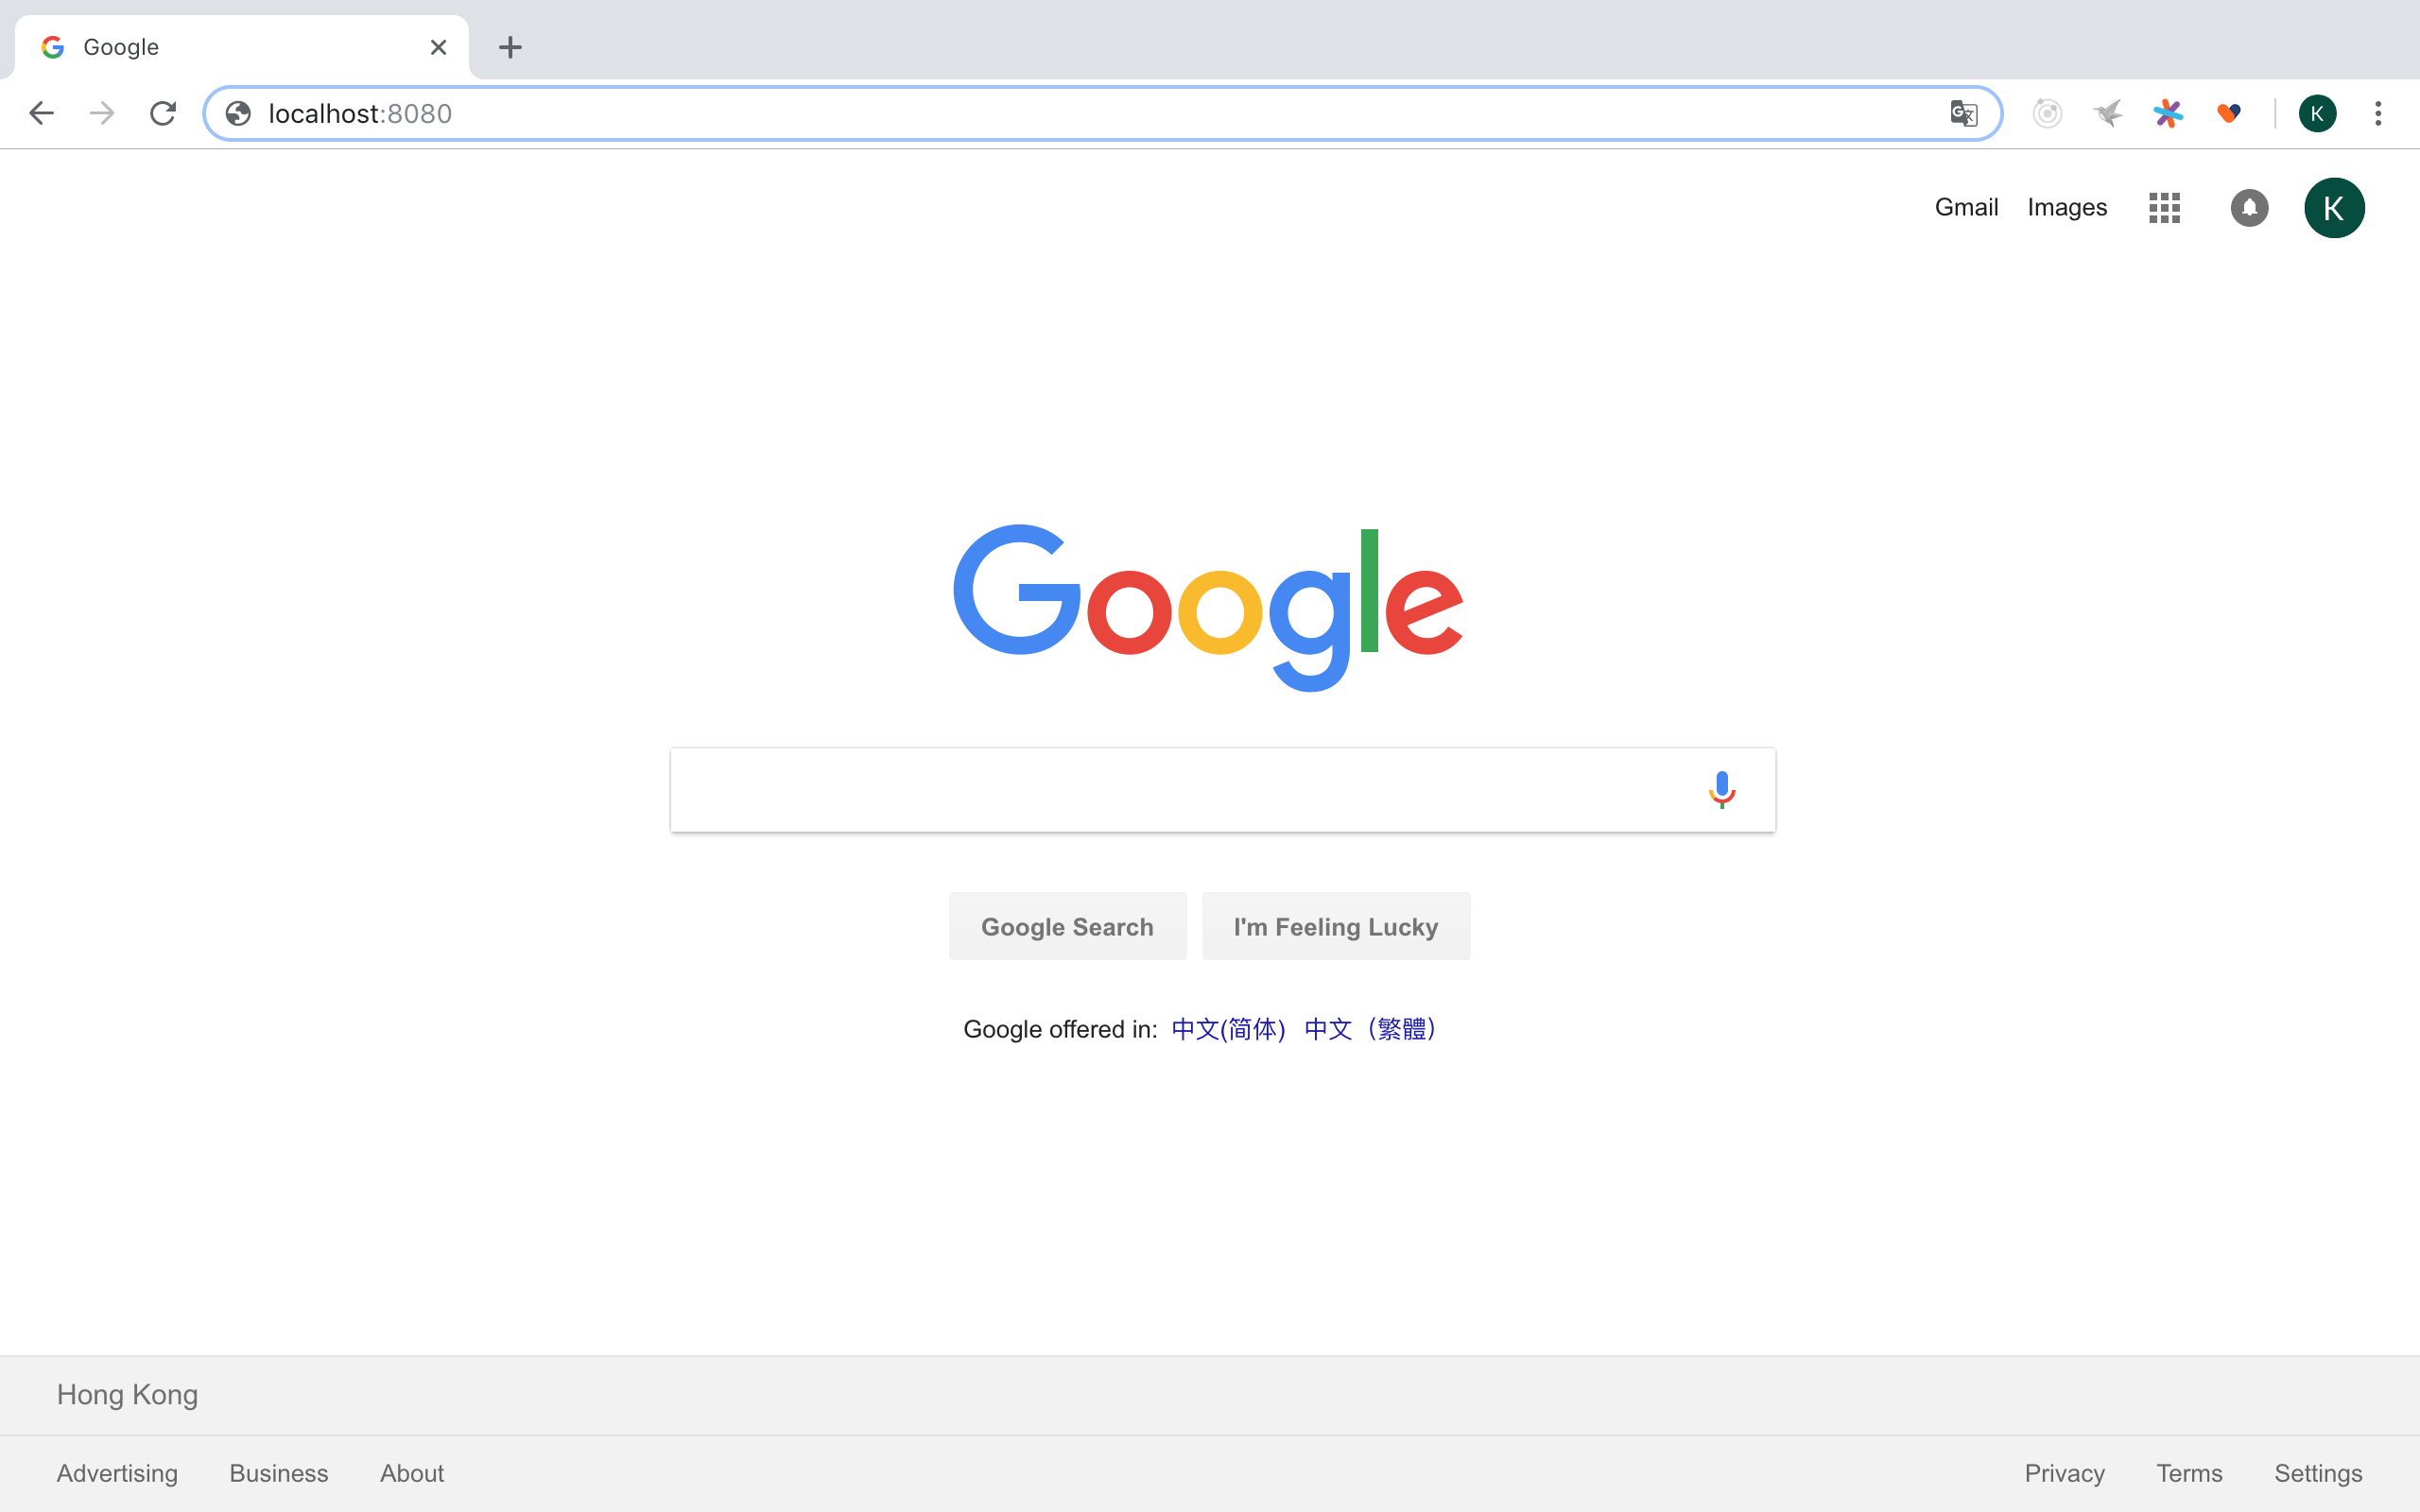 Google
localhost:8080
K
Gmail Images
K
Google
Google Search I'm Feeling Lucky
Google offered in: 中文(简体) 中文（繁體）
Hong Kong
Advertising Business About Privacy Terms Settings